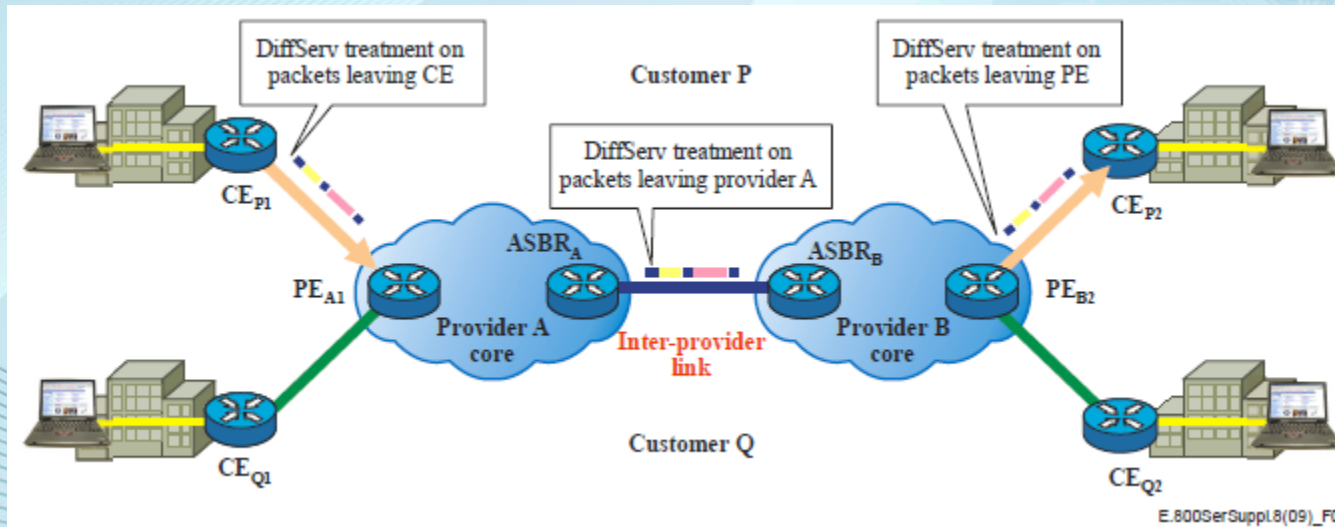 DiffServ treatment on
packets leaving CE
Customer P
DiffServ treatment on
packets leaving PE
DiffServ treatment on
packets leaving provider A
CEP1
CEP2
ASBRA
ASBRB
PEA1
PEB2
Provider A
core
Inter-provider
link
Provider B
core
Customer Q
CEQ1
CEQ2
E.800SerSuppl.8(09)_F0